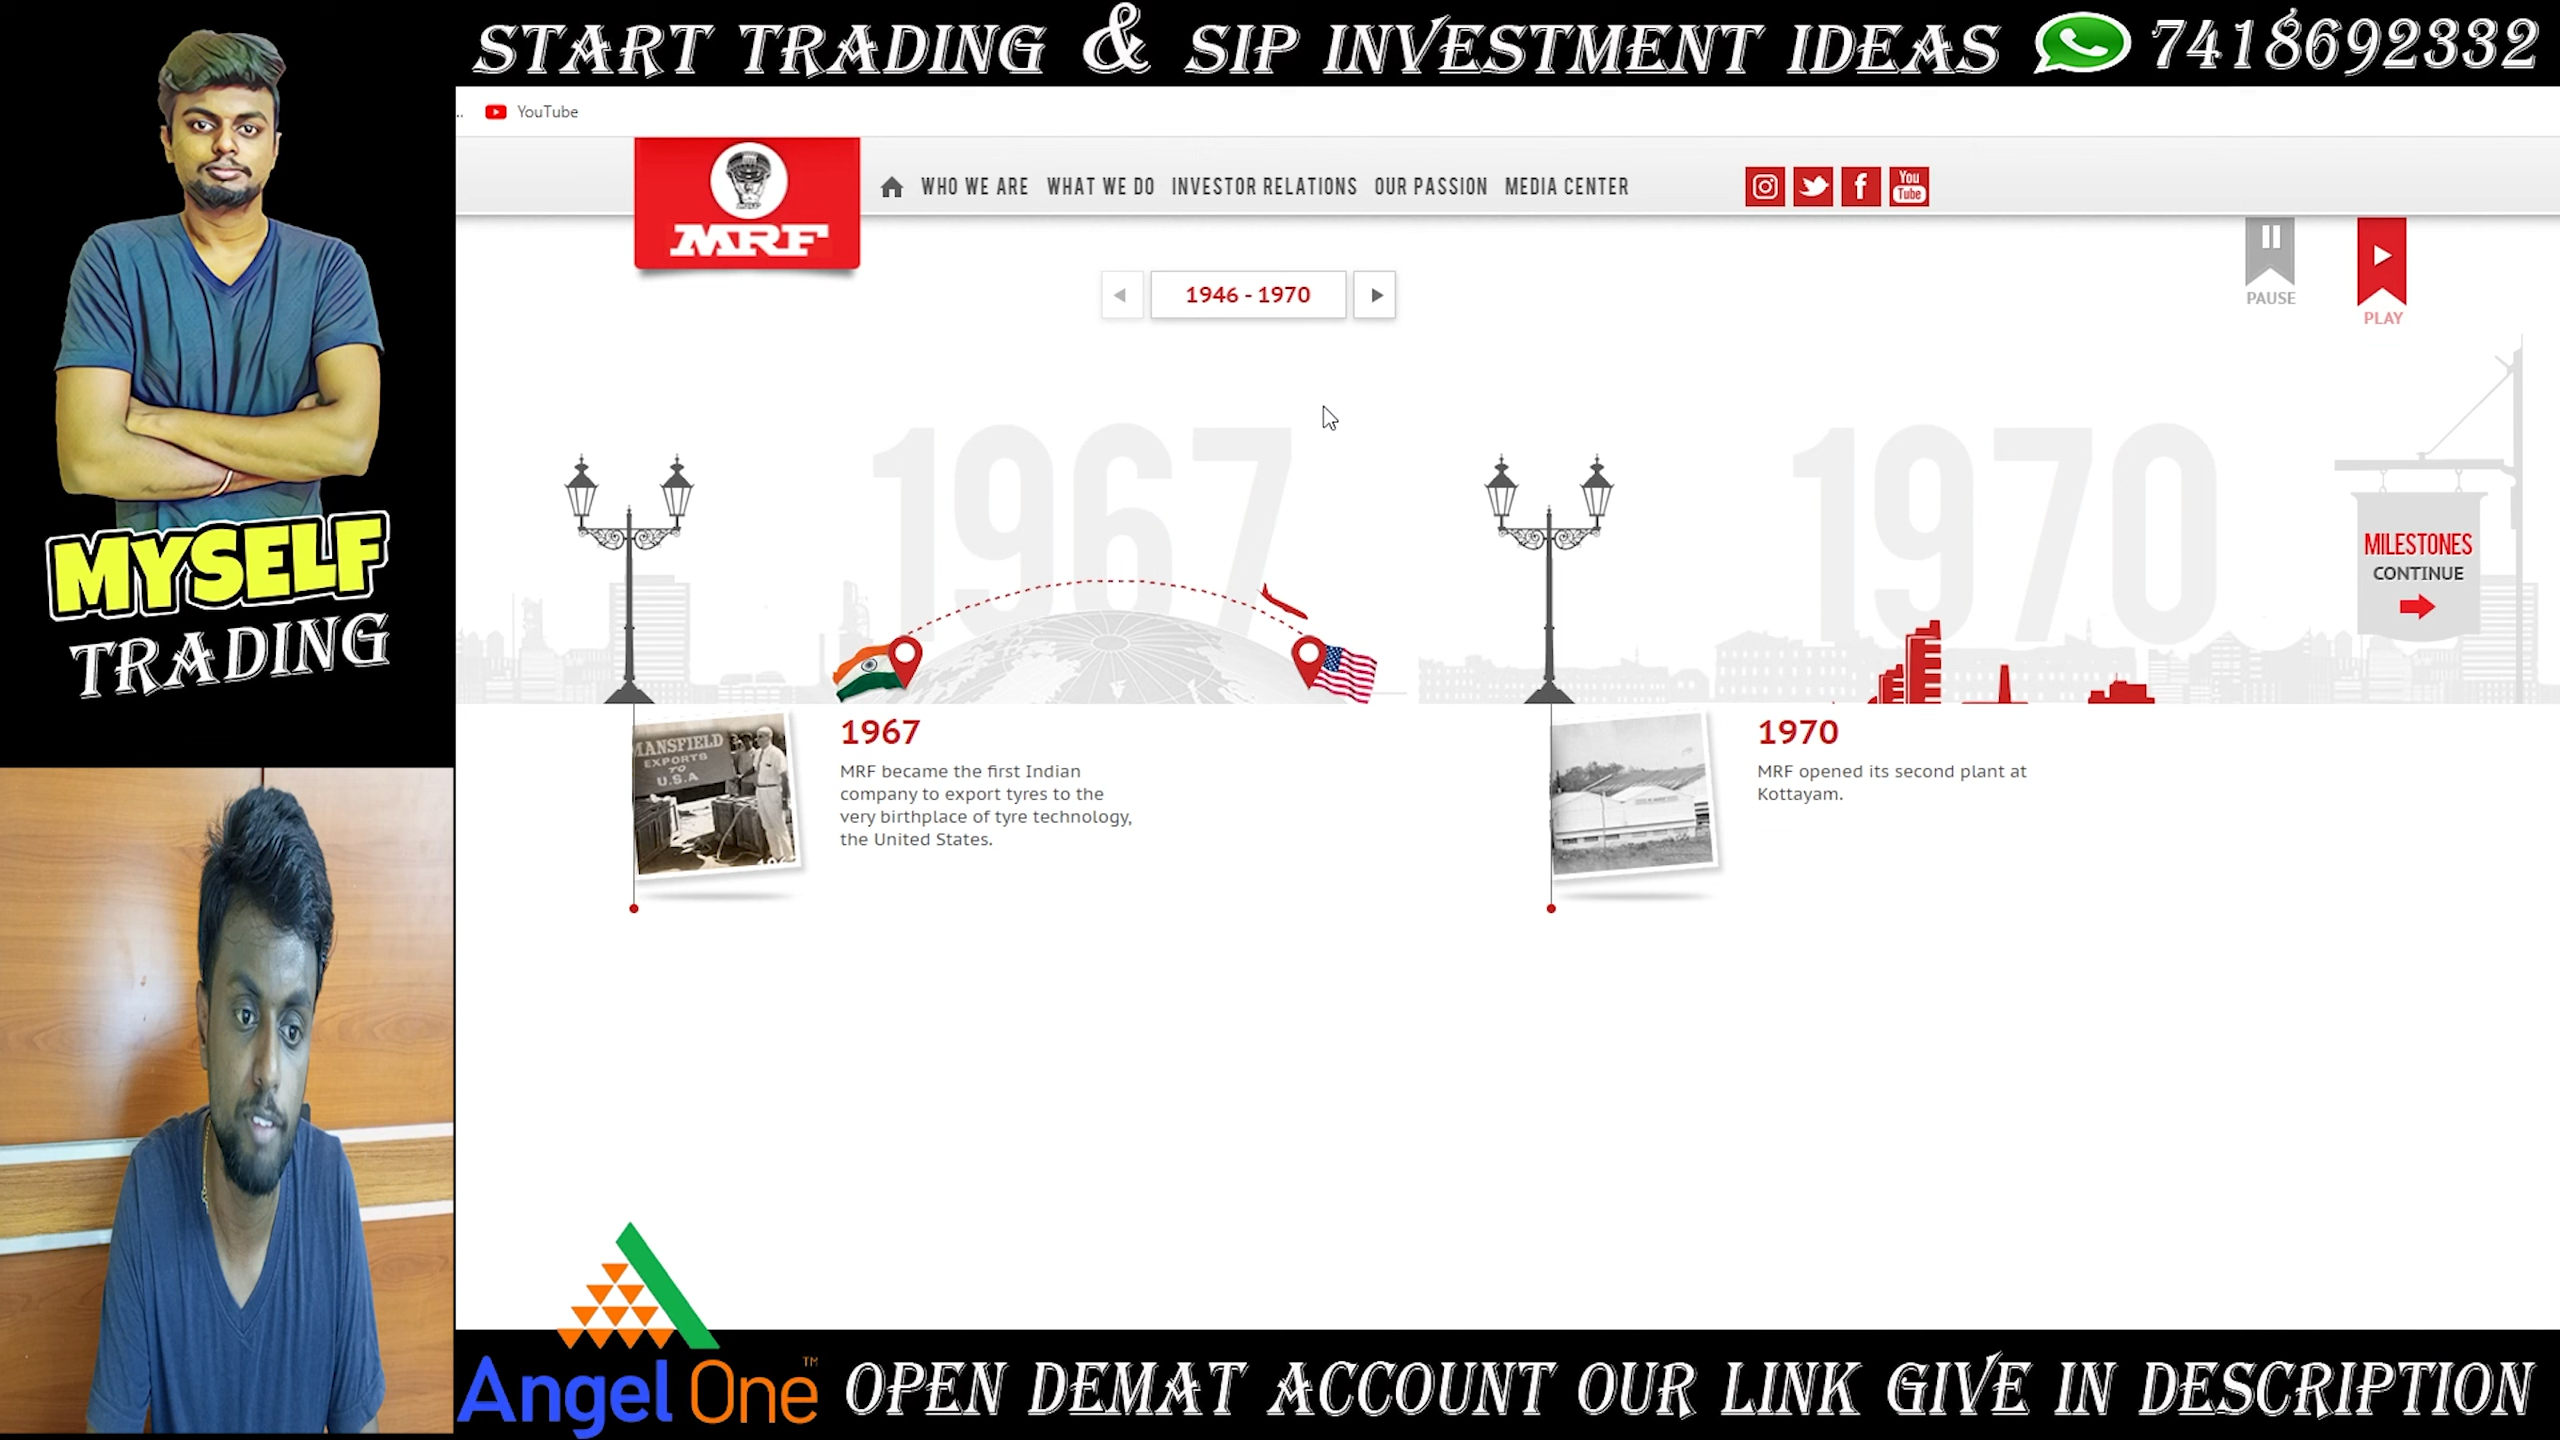 START TRADING & SIP INVESTMENT IDEAS 7418692332
.. YouTube
MRF
WHO WE ARE WHAT WE DO INVESTOR RELATIONS OUR PASSION MEDIA CENTER
You
Tube
1946 - 1970
PAUSE
PLAY
1967
1970
MILESTONES
CONTINUE
MYSELF
TRADING
MANSFIELD
EXPORTS
TO
U.S.A
1967
MRF became the first Indian
company to export tyres to the
very birthplace of tyre technology,
the United States.
1970
MRF opened its second plant at
Kottayam.
Angel One™
OPEN DEMAT ACCOUNT OUR LINK GIVE IN DESCRIPTION